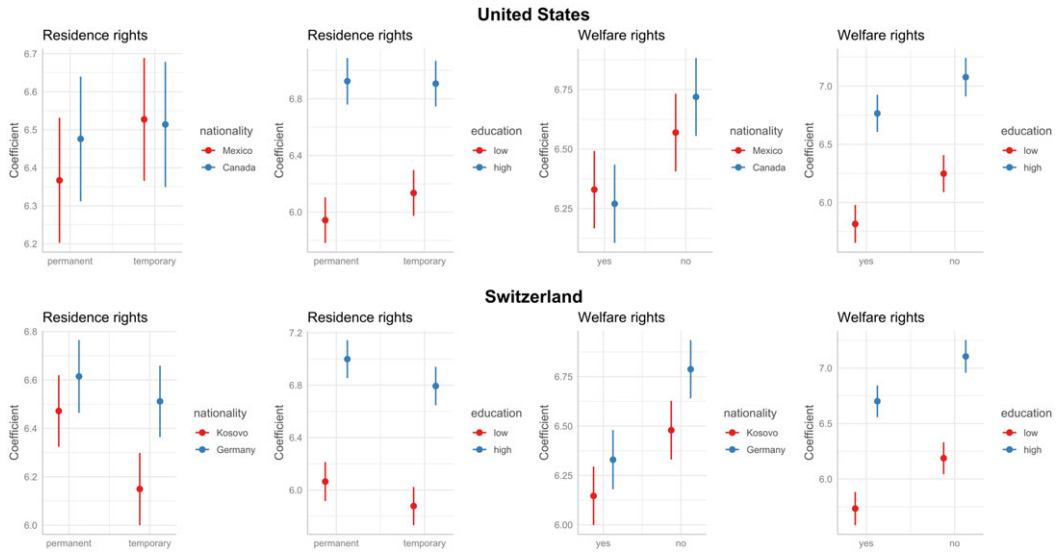 United States
Residence rights
Coefficient
6.7
6.6
6.5
6.4
6.3
6.2
permanent temporary
nationality
Mexico
Canada
Residence rights
Coefficient
6.8
6.4
6.0
permanent temporary
education
low
high
Welfare rights
Coefficient
6.75
6.50
6.25
yes no
nationality
Mexico
Canada
Welfare rights
Coefficient
7.0
6.5
6.0
yes no
education
low
high
Switzerland
Residence rights
Coefficient
6.8
6.6
6.4
6.2
6.0
permanent temporary
nationality
Kosovo
Germany
Residence rights
Coefficient
7.2
6.8
6.4
6.0
permanent temporary
education
low
high
Welfare rights
Coefficient
6.75
6.50
6.25
6.00
yes no
nationality
Kosovo
Germany
Welfare rights
Coefficient
7.0
6.5
6.0
yes no
education
low
high